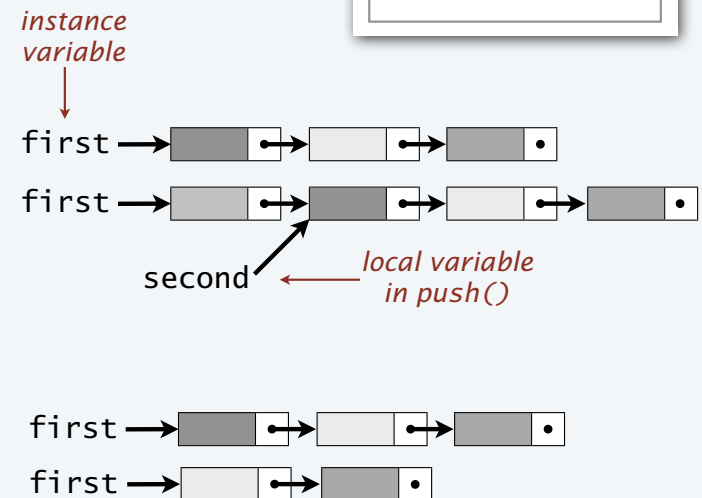 instance
variable
first
first
second
local variable
in push()
first
first